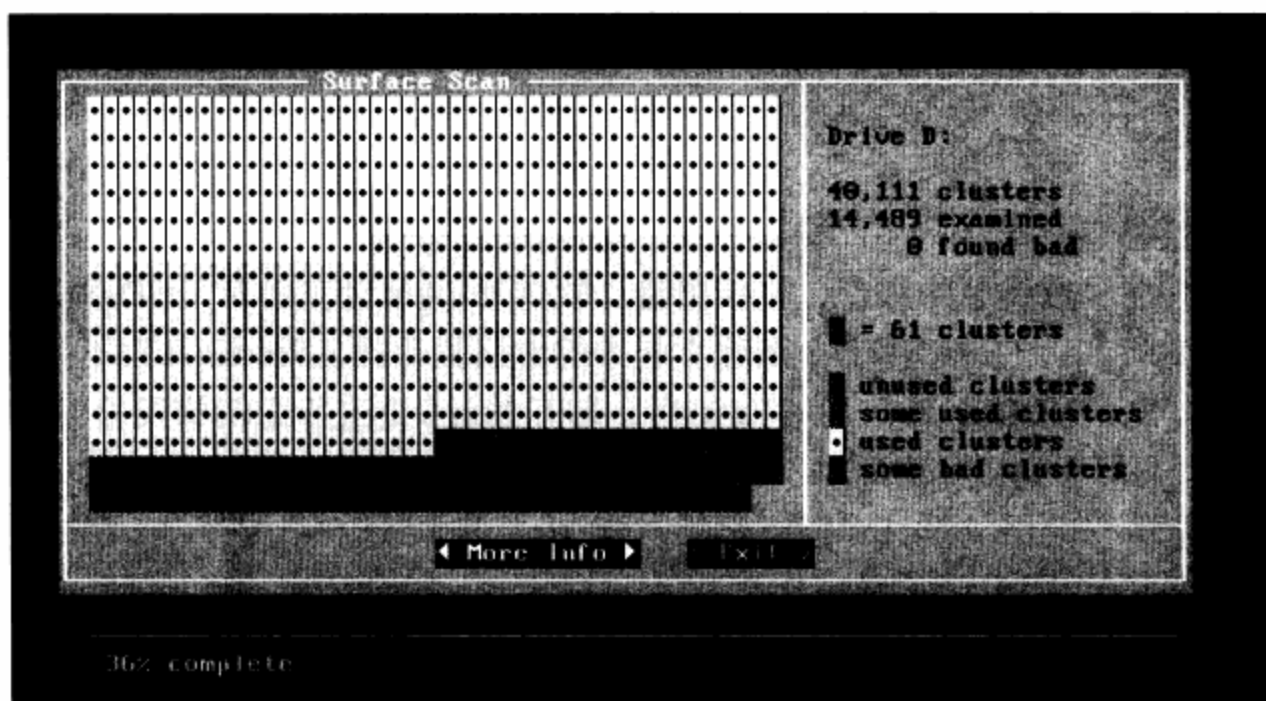 Surface Scan
Drive D:
40,111 clusters
14,489 examined
0 found bad
= 61 clusters
unused clusters
some used clusters
used clusters
some bad clusters
More Info
Exit
36% complete